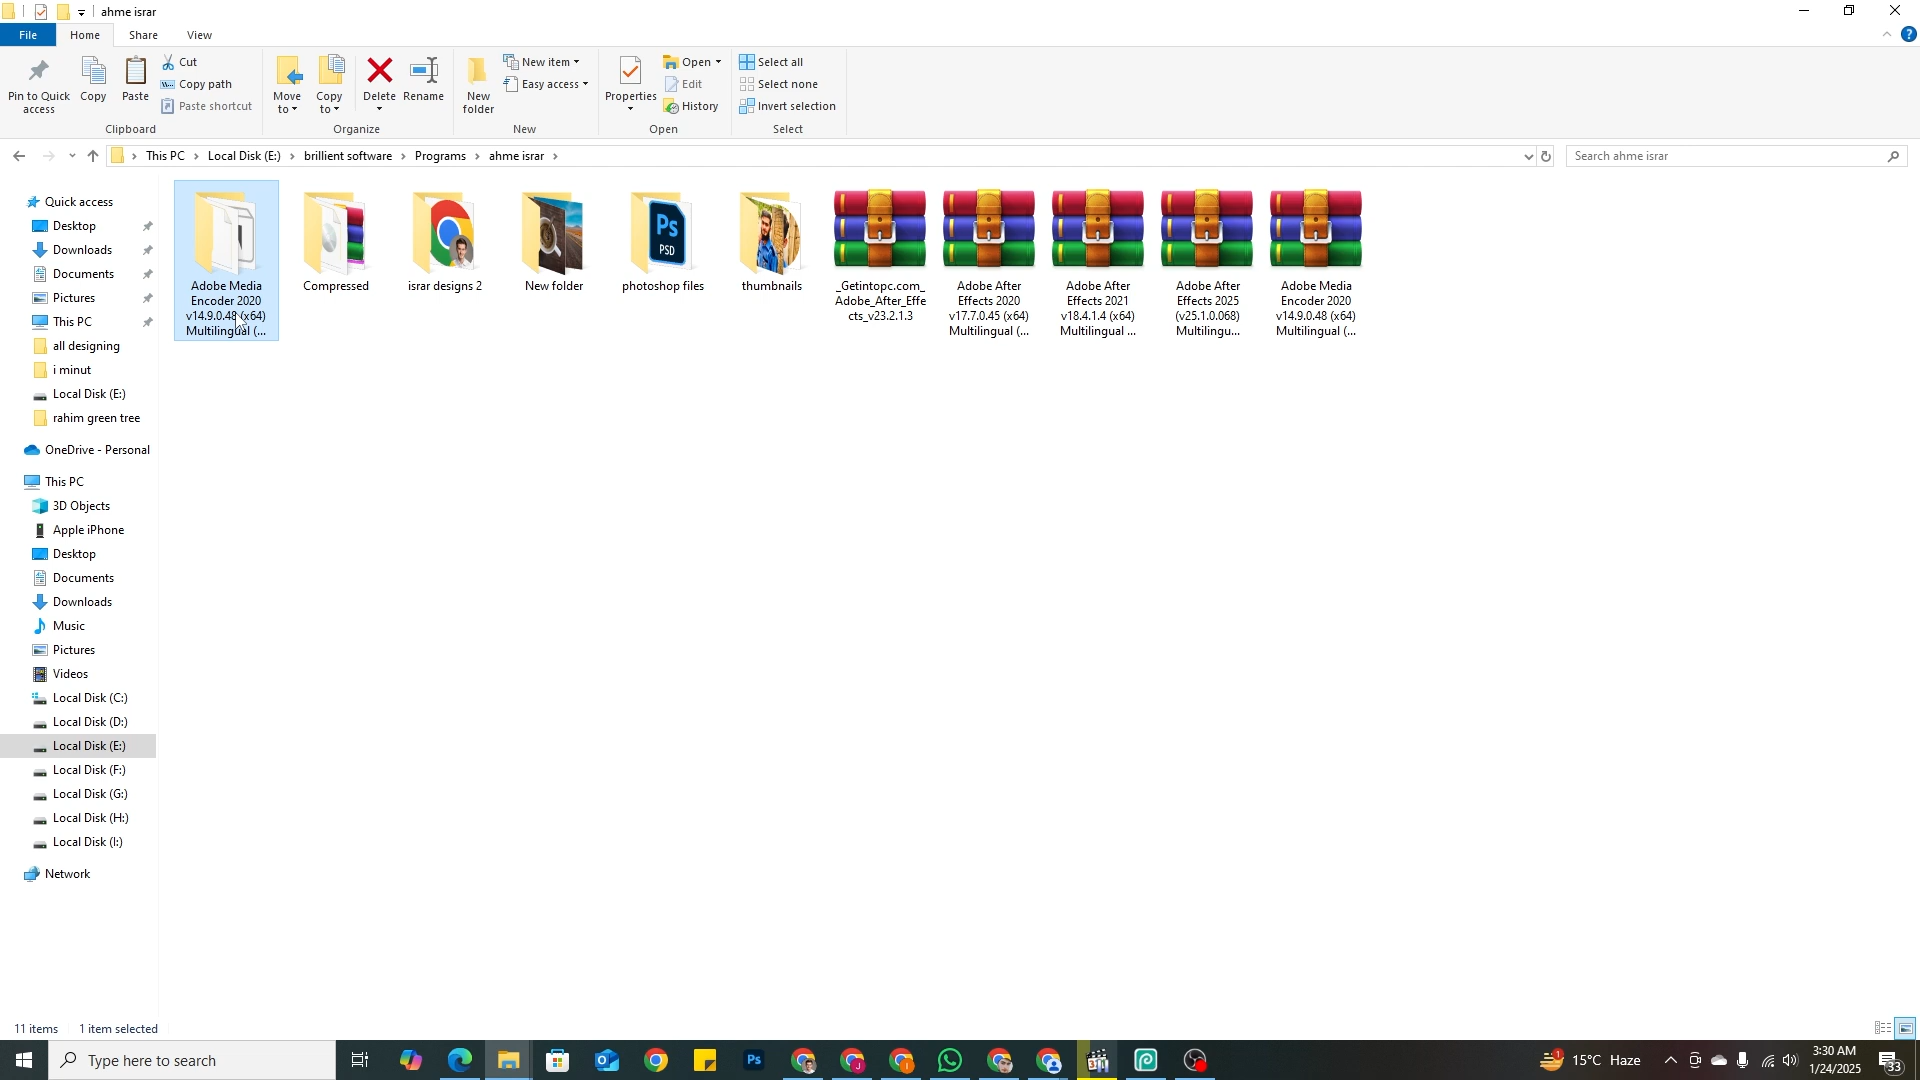 ahme israr
File
Home
Share
View
Pin to Quick access
Copy
Paste
Cut
Copy path
Paste shortcut
Clipboard
Move to
Copy to
Delete
Rename
Organize
New folder
New item
Easy access
New
Properties
Open
Edit
History
Open
Select all
Select none
Invert selection
Select
This PC
Local Disk (E:)
brillient software
Programs
ahme israr
Search ahme israr
Quick access
Desktop
Downloads
Documents
Pictures
This PC
all designing
i minut
Local Disk (E:)
rahim green tree
OneDrive - Personal
This PC
3D Objects
Apple iPhone
Desktop
Documents
Downloads
Music
Pictures
Videos
Local Disk (C:)
Local Disk (D:)
Local Disk (E:)
Local Disk (F:)
Local Disk (G:)
Local Disk (H:)
Local Disk (I:)
Network
Adobe Media
Encoder 2020
v14.9.0.48 (x64)
Multilingual (...
Compressed
israr designs 2
New folder
Ps
PSD
photoshop files
thumbnails
_Getintopc.com_
Adobe_After_Effe
cts_v23.2.1.3
Adobe After
Effects 2020
v17.7.0.45 (x64)
Multilingual (...
Adobe After
Effects 2021
v18.4.1.4 (x64)
Multilingual ...
Adobe After
Effects 2025
(v25.1.0.068)
Multilingu...
Adobe Media
Encoder 2020
v14.9.0.48 (x64)
Multilingual (...
11 items
1 item selected
Type here to search
Ps
15°C Haze
3:30 AM
1/24/2025
33